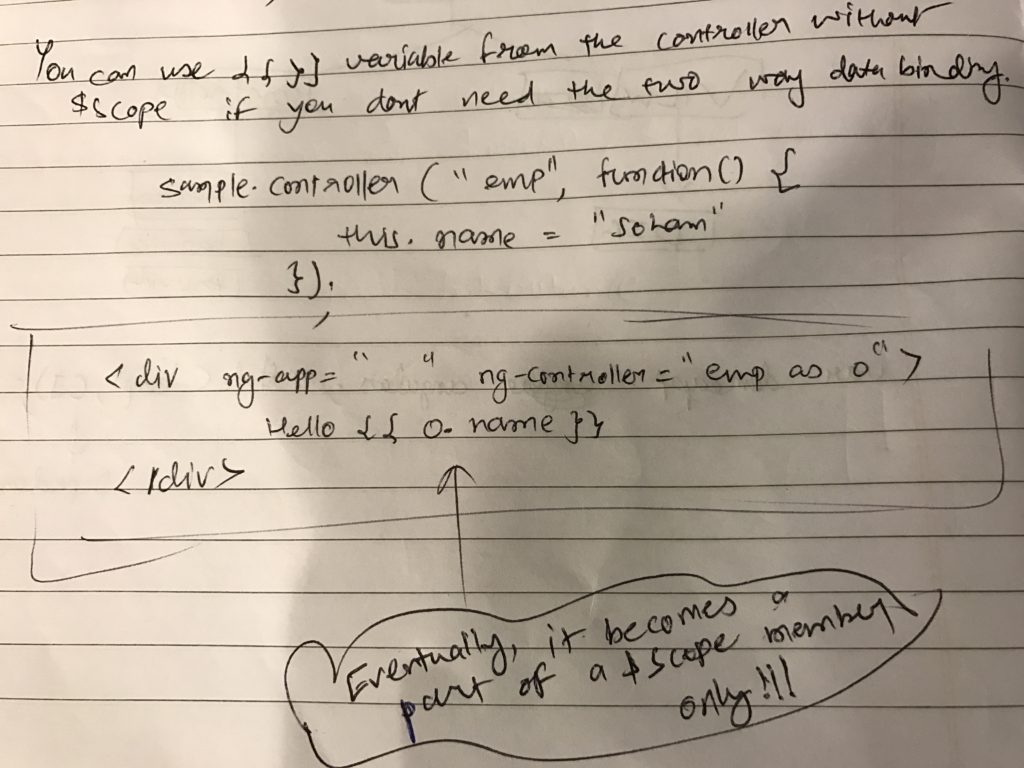 You can use {{ }} variable from the controller without
$scope if you dont need the two way data binding.
sample.controller ("emp", function() {
this.name = "soham"
});
<div ng-app=" " ng-controller = "emp as o">
Hello {{ o.name }}
</div>
Eventually, it becomes a
part of a $scope member
only!!!